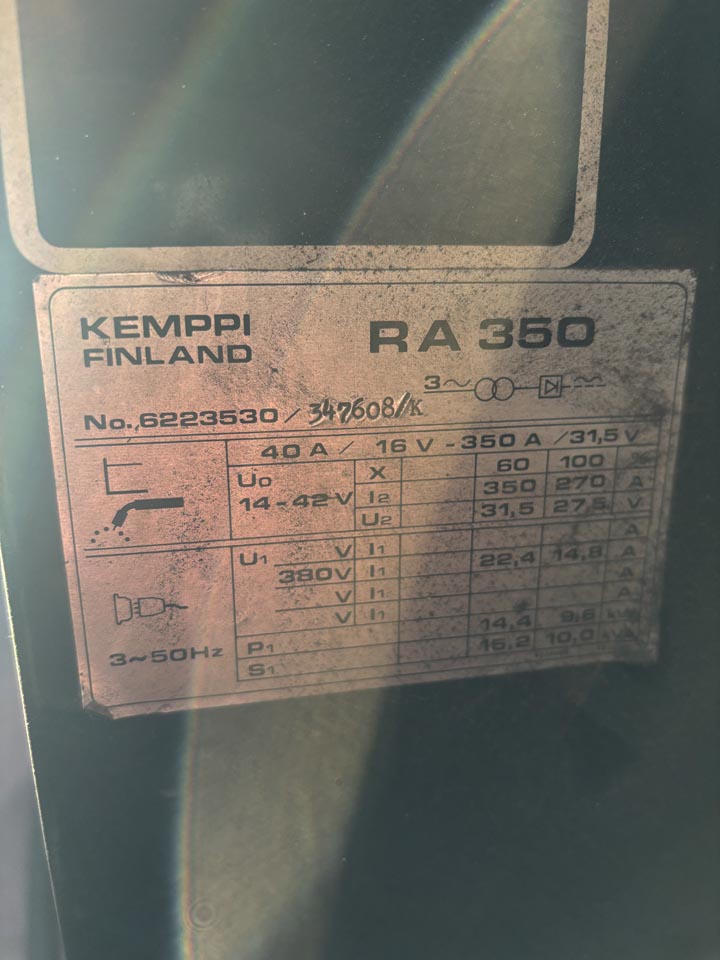 KEMPPI RA 350
FINLAND
3~
No. 6223530 / 347608/K
40 A / 16 V - 350 A / 31,5 V
U0 X 60 100 %
14-42 V I2 350 270 A
U2 31,5 27,5 V
U1 V I1 A
380V I1 22,4 14,8 A
V I1 A
V I1
3~50Hz P1 14,4 9,6 kW
S1 15,2 10,0 kVA